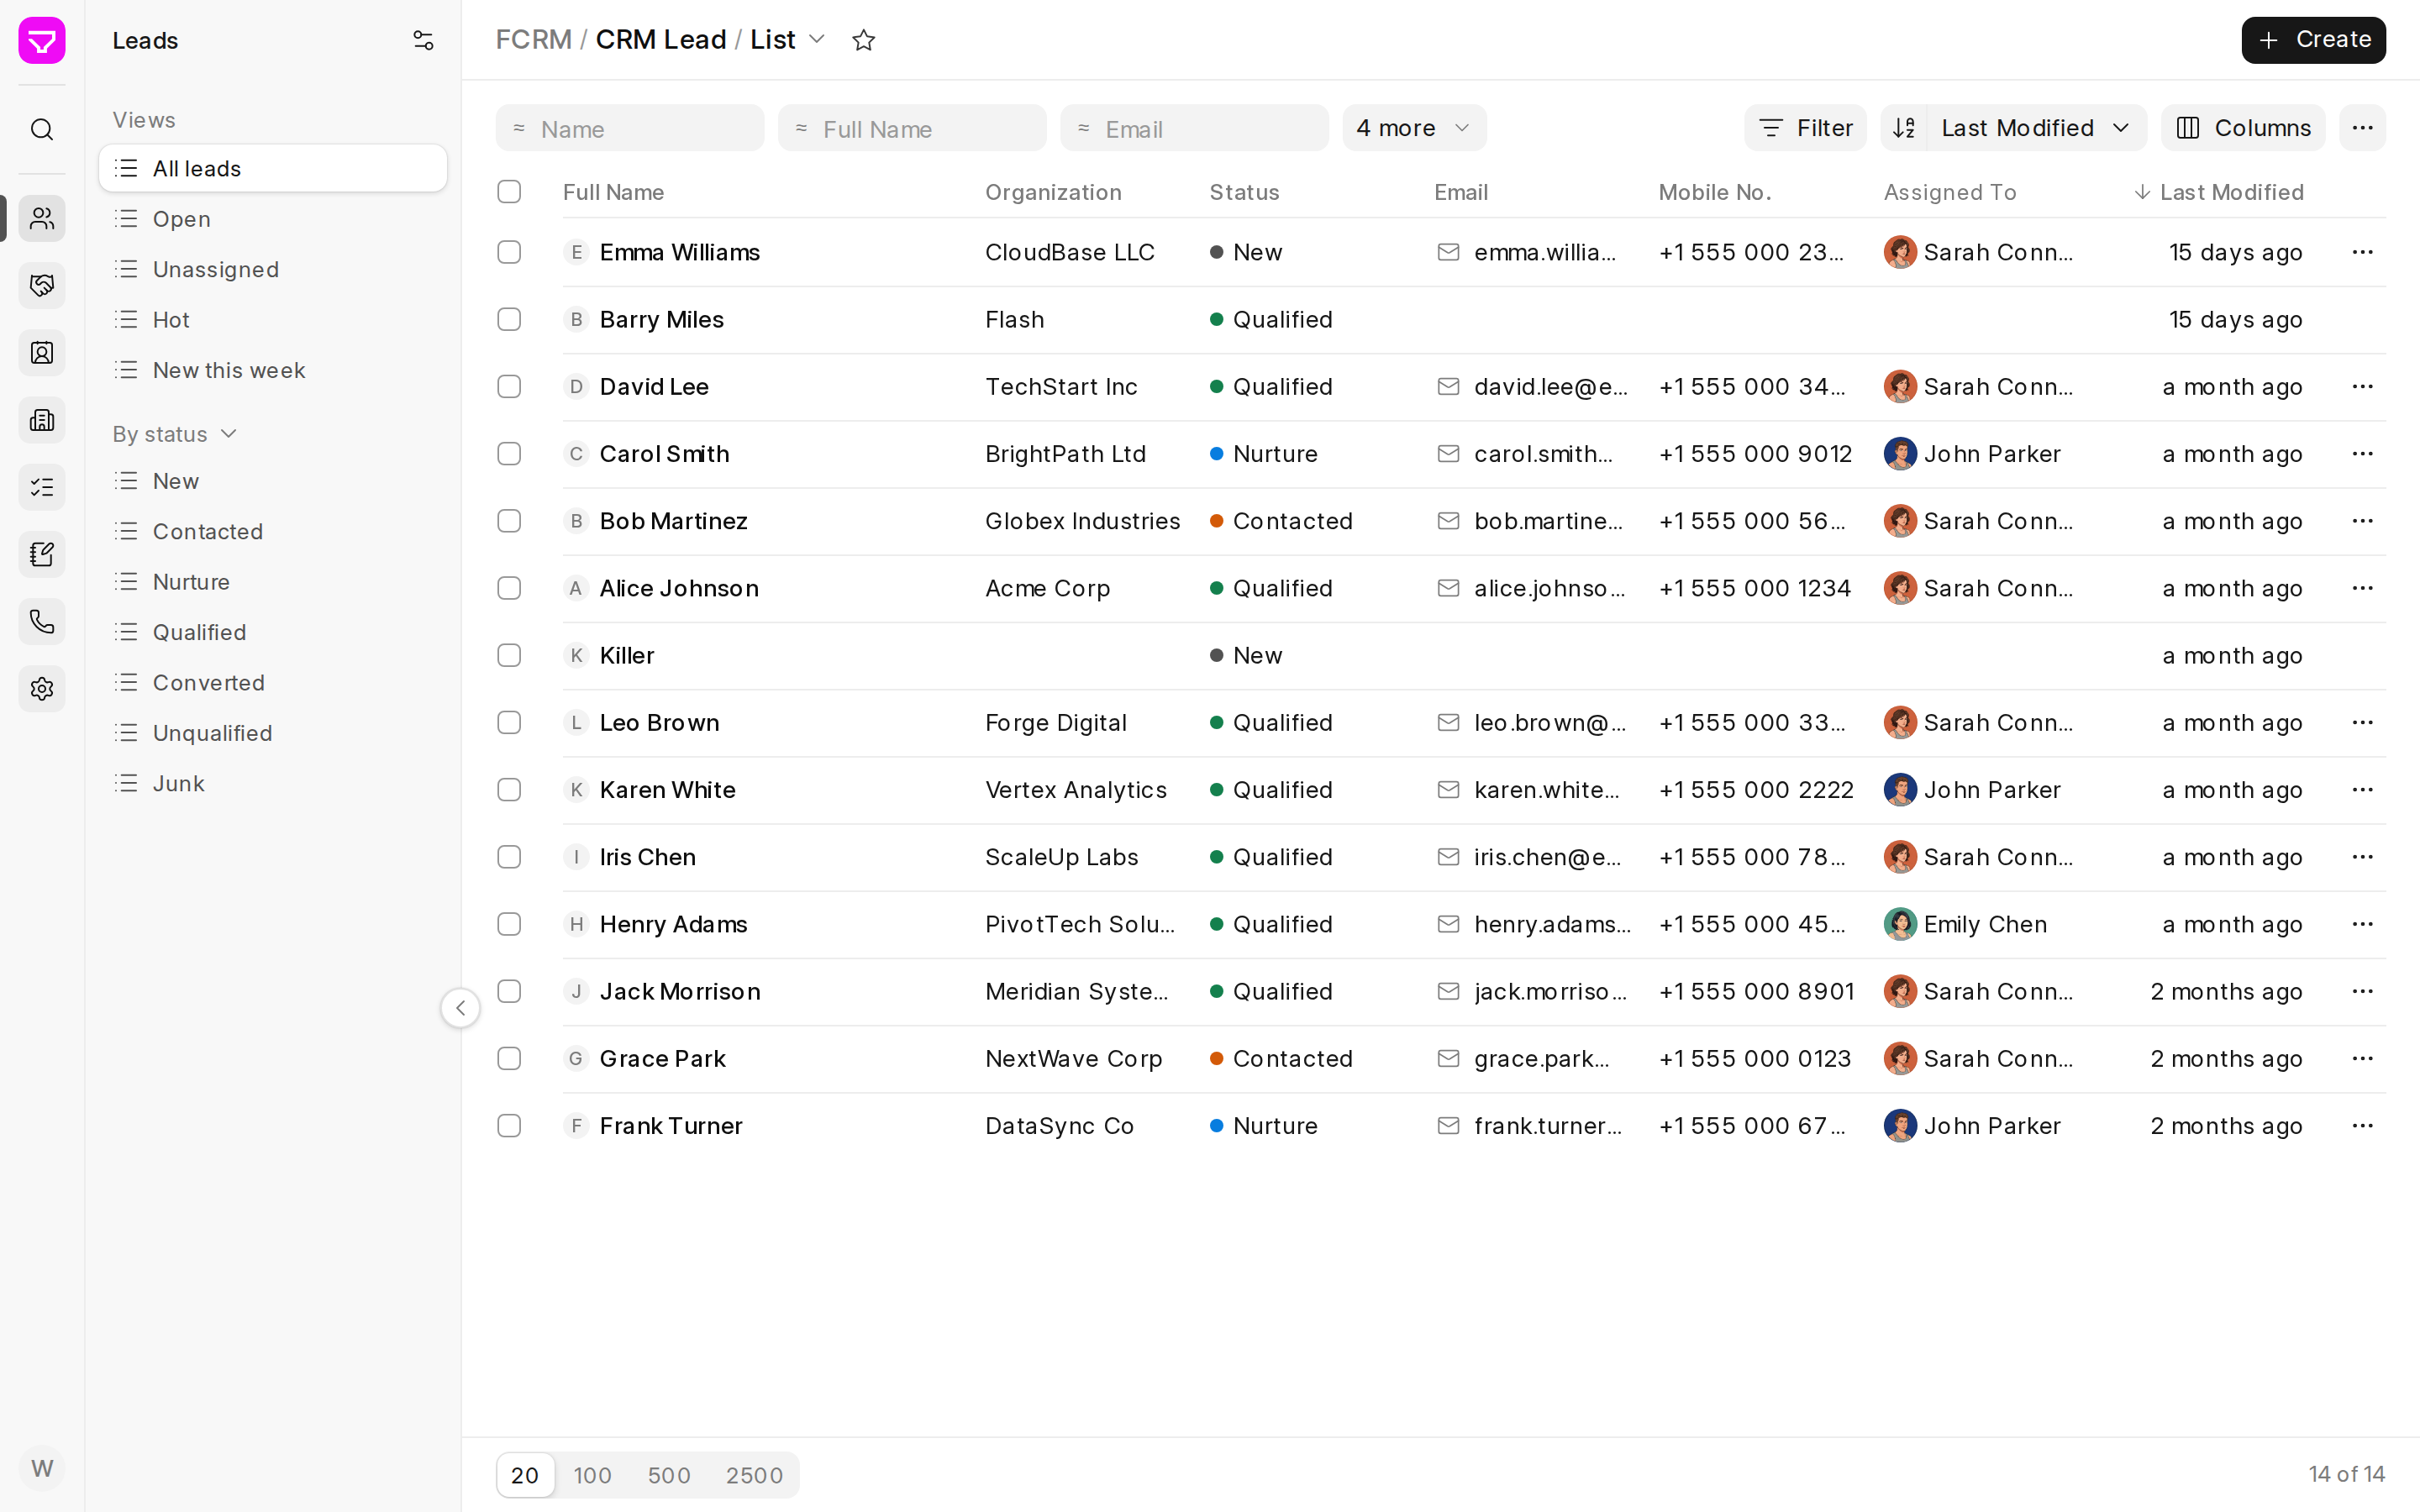 Leads
Views
All leads
Open
Unassigned
Hot
New this week
By status
New
Contacted
Nurture
Qualified
Converted
Unqualified
Junk
W
FCRM / CRM Lead / List
Create
≈ Name ≈ Full Name ≈ Email 4 more Filter Last Modified Columns
Full Name Organization Status Email Mobile No. Assigned To Last Modified
E Emma Williams CloudBase LLC New emma.willia... +1 555 000 23... Sarah Conn... 15 days ago
B Barry Miles Flash Qualified 15 days ago
D David Lee TechStart Inc Qualified david.lee@e... +1 555 000 34... Sarah Conn... a month ago
C Carol Smith BrightPath Ltd Nurture carol.smith... +1 555 000 9012 John Parker a month ago
B Bob Martinez Globex Industries Contacted bob.martine... +1 555 000 56... Sarah Conn... a month ago
A Alice Johnson Acme Corp Qualified alice.johnso... +1 555 000 1234 Sarah Conn... a month ago
K Killer New a month ago
L Leo Brown Forge Digital Qualified leo.brown@... +1 555 000 33... Sarah Conn... a month ago
K Karen White Vertex Analytics Qualified karen.white... +1 555 000 2222 John Parker a month ago
I Iris Chen ScaleUp Labs Qualified iris.chen@e... +1 555 000 78... Sarah Conn... a month ago
H Henry Adams PivotTech Solu... Qualified henry.adams... +1 555 000 45... Emily Chen a month ago
J Jack Morrison Meridian Syste... Qualified jack.morriso... +1 555 000 8901 Sarah Conn... 2 months ago
G Grace Park NextWave Corp Contacted grace.park... +1 555 000 0123 Sarah Conn... 2 months ago
F Frank Turner DataSync Co Nurture frank.turner... +1 555 000 67... John Parker 2 months ago
20 100 500 2500
14 of 14